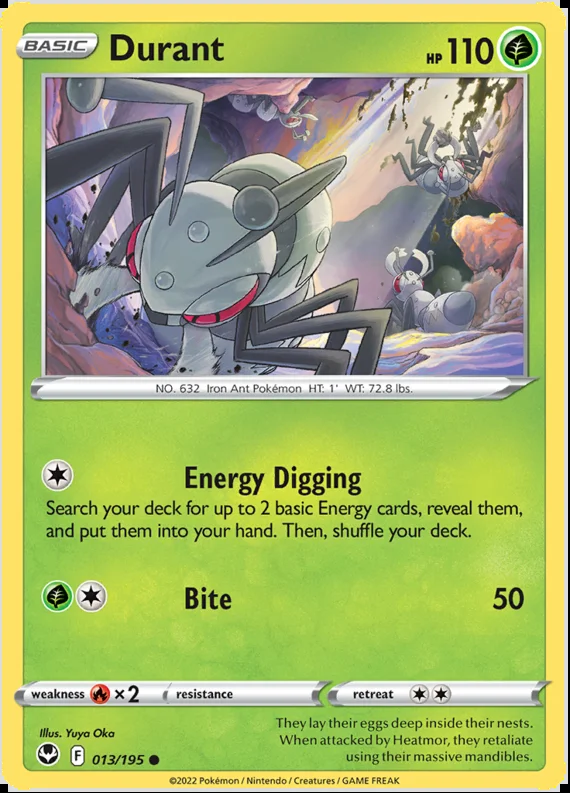 BASIC Durant HP 110
NO. 632 Iron Ant Pokémon HT: 1' WT: 72.8 lbs.
Energy Digging
Search your deck for up to 2 basic Energy cards, reveal them,
and put them into your hand. Then, shuffle your deck.
Bite 50
weakness ×2 resistance retreat
Illus. Yuya Oka
F 013/195
They lay their eggs deep inside their nests.
When attacked by Heatmor, they retaliate
using their massive mandibles.
©2022 Pokémon / Nintendo / Creatures / GAME FREAK